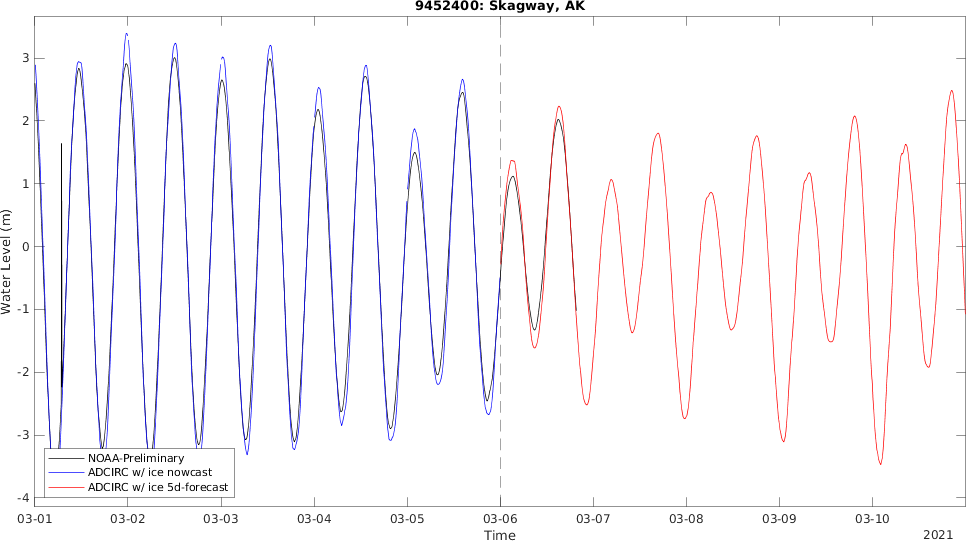 9452400: Skagway, AK
Water Level (m)
3
2
1
0
-1
-2
-3
-4
NOAA-Preliminary
ADCIRC w/ ice nowcast
ADCIRC w/ ice 5d-forecast
03-01 03-02 03-03 03-04 03-05 03-06 03-07 03-08 03-09 03-10
Time
2021